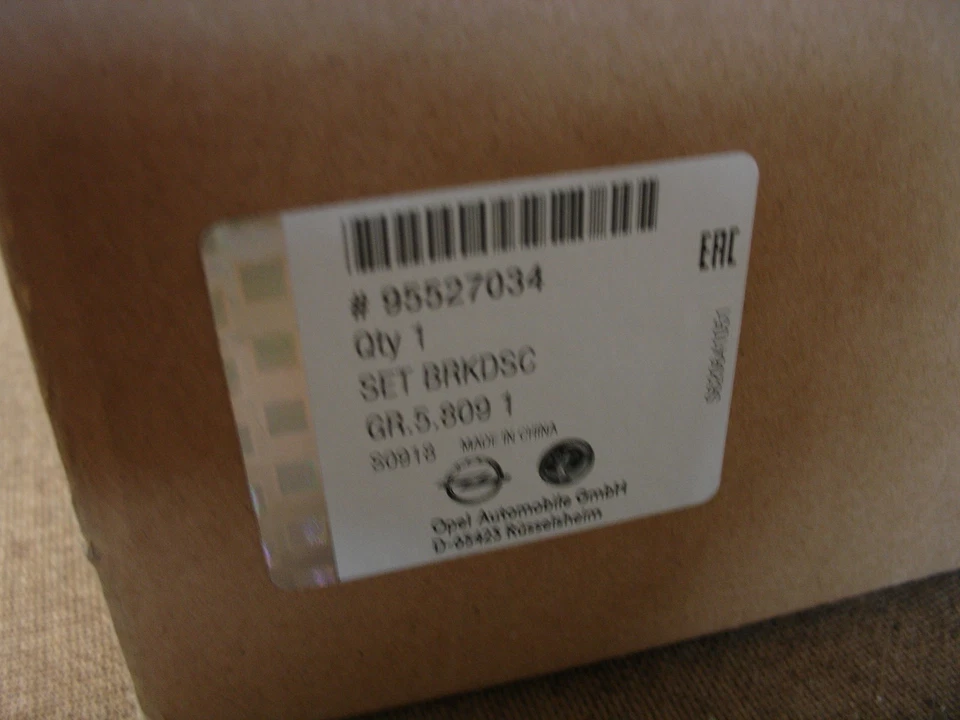 # 95527034
Qty 1
SET BRKDSC
GR.5.809 1
S0918 MADE IN CHINA
Opel Automobile GmbH
D-65423 Rüsselsheim
EAC